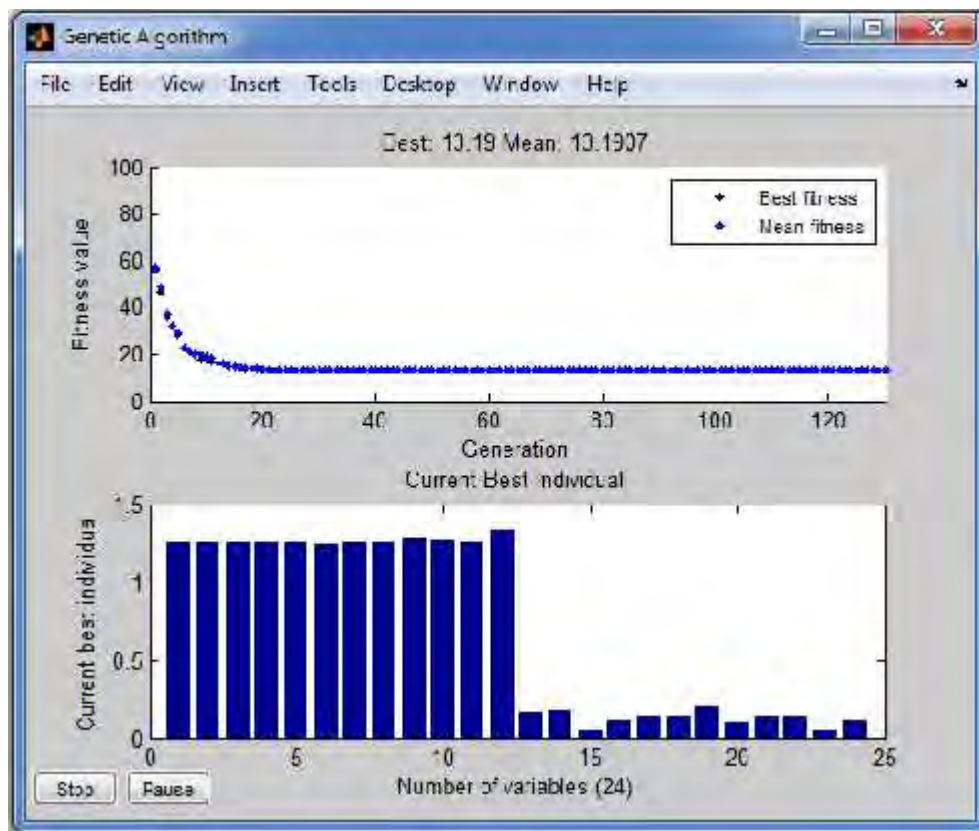 Genetic Algorithm
File Edit View Insert Tools Desktop Window Help
Best: 13.19 Mean: 13.1907
100
80
60
40
20
0
Fitness value
Best fitness
Mean fitness
0 20 40 60 80 100 120
Generation
Current Best Individual
1.5
1
0.5
0
Current best individua
0 5 10 15 20 25
Number of variables (24)
Stop Pause